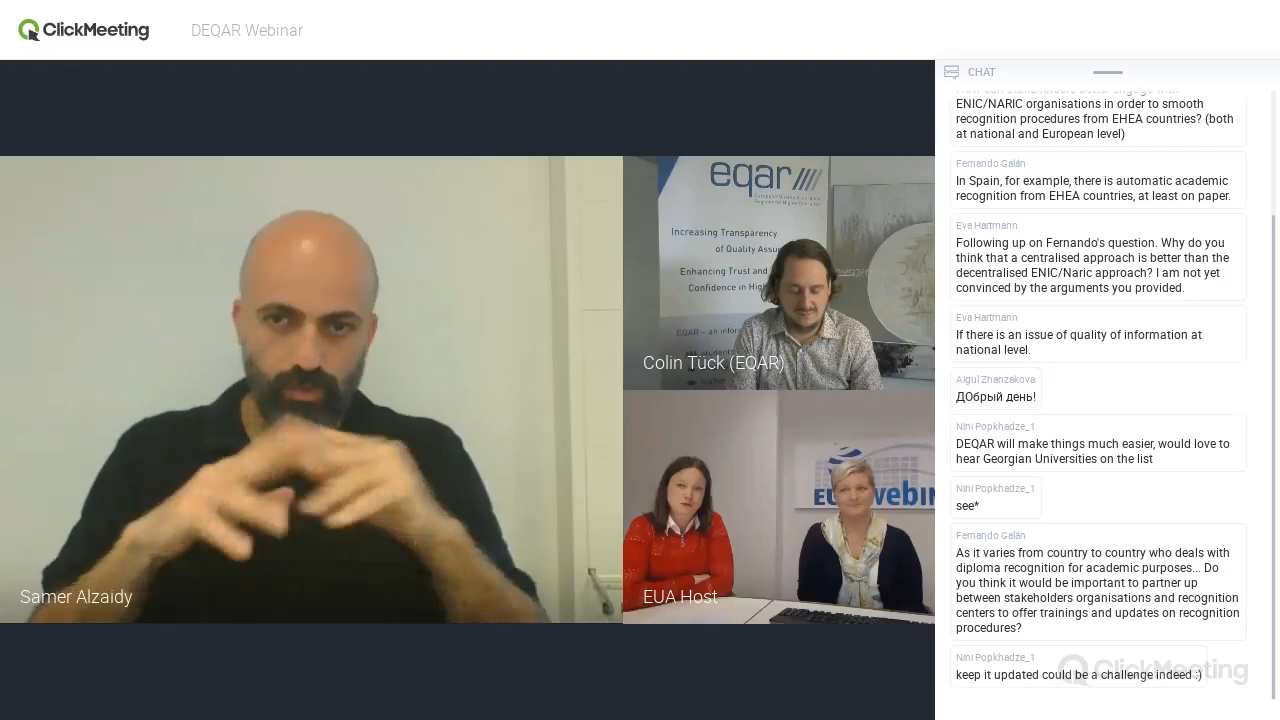 ClickMeeting
DEQAR Webinar
CHAT
ENIC/NARIC organisations in order to smooth
recognition procedures from EHEA countries? (both
at national and European level)
Fernando Galán
In Spain, for example, there is automatic academic
recognition from EHEA countries, at least on paper.
Eva Hartmann
Following up on Fernando's question. Why do you
think that a centralised approach is better than the
decentralised ENIC/Naric approach? I am not yet
convinced by the arguments you provided.
Eva Hartmann
If there is an issue of quality of information at
national level.
Aigul Zhanzakova
ДОбрый день!
Nini Popkhadze_1
DEQAR will make things much easier, would love to
hear Georgian Universities on the list
Nini Popkhadze_1
see*
Fernando Galán
As it varies from country to country who deals with
diploma recognition for academic purposes... Do
you think it would be important to partner up
between stakeholders organisations and recognition
centers to offer trainings and updates on recognition
procedures?
Nini Popkhadze_1
keep it updated could be a challenge indeed :)
ClickMeeting
eqar
Increasing Transparency
of Quality Assu
Enhancing Trust and
Confidence in Hig
EQAR – an infor
Colin Tück (EQAR)
Samer Alzaidy
EUA Host